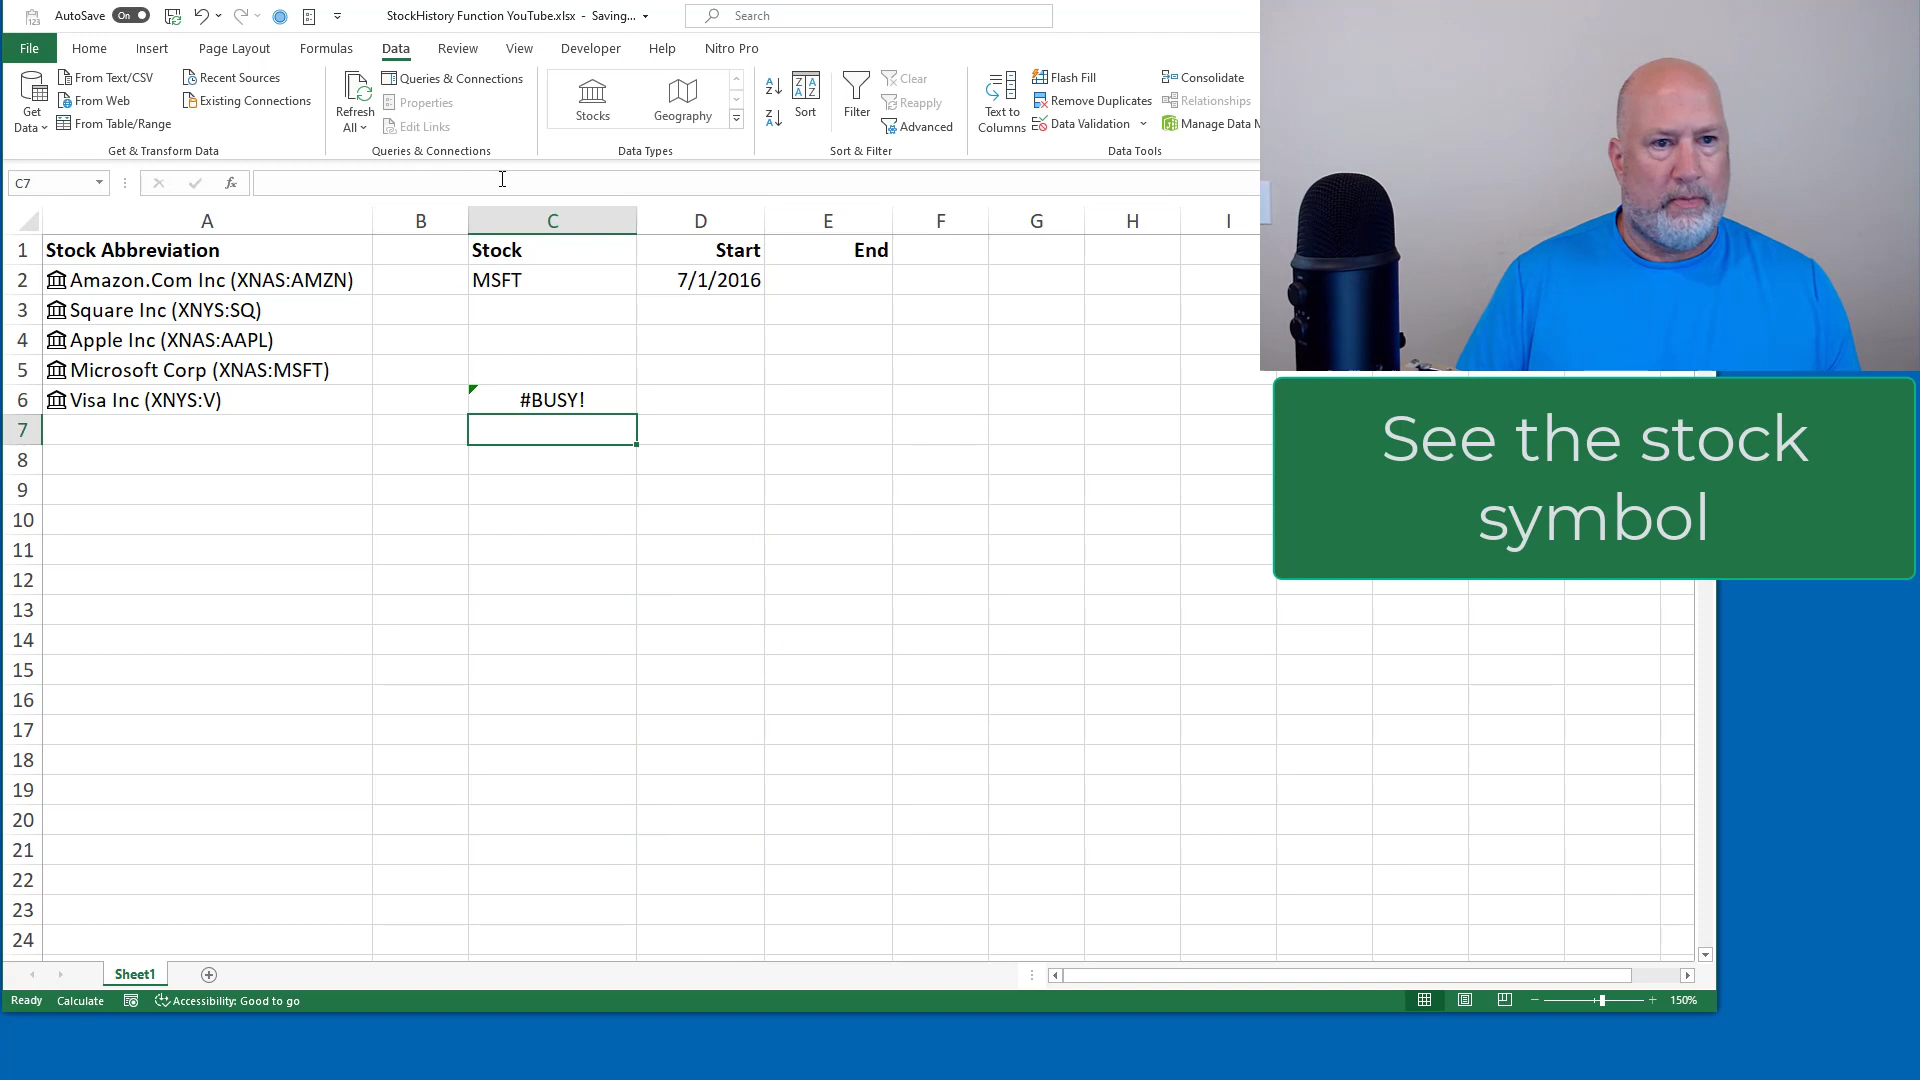 AutoSave On StockHistory Function YouTube.xlsx - Saving... Search
File Home Insert Page Layout Formulas Data Review View Developer Help Nitro Pro
Get Data
From Text/CSV
From Web
From Table/Range
Recent Sources
Existing Connections
Get & Transform Data
Refresh All
Queries & Connections
Properties
Edit Links
Queries & Connections
Stocks
Geography
Data Types
Sort
Filter
Clear
Reapply
Advanced
Sort & Filter
Text to Columns
Flash Fill
Remove Duplicates
Data Validation
Consolidate
Relationships
Manage Data M
Data Tools
C7 fx
A B C D E F G H I
1 Stock Abbreviation Stock Start End
2 Amazon.Com Inc (XNAS:AMZN) MSFT 7/1/2016
3 Square Inc (XNYS:SQ)
4 Apple Inc (XNAS:AAPL)
5 Microsoft Corp (XNAS:MSFT)
6 Visa Inc (XNYS:V) #BUSY!
7
8
9
10
11
12
13
14
15
16
17
18
19
20
21
22
23
24
See the stock
symbol
Sheet1
Ready Calculate Accessibility: Good to go 150%